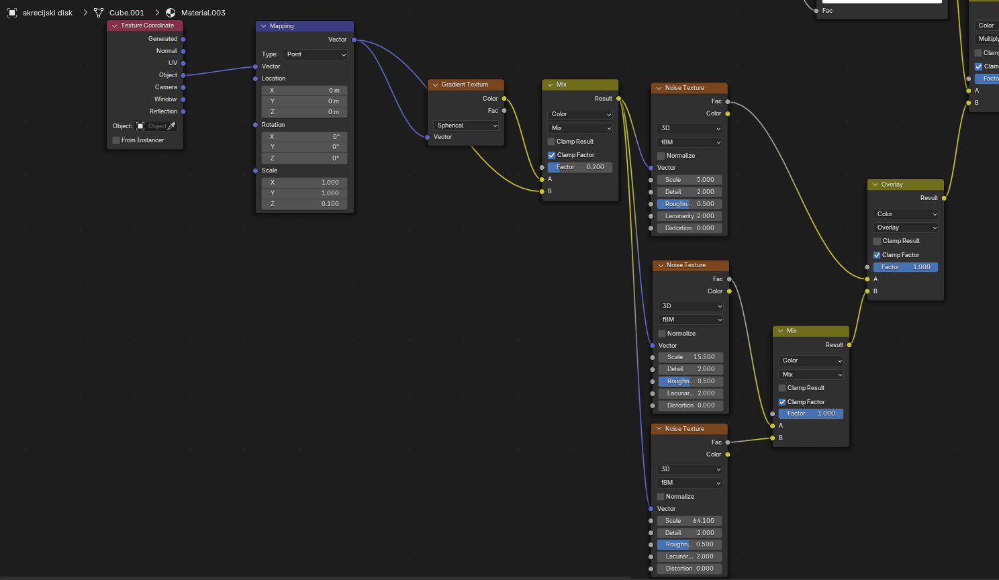 akrecijski disk > Cube.001 > Material.003
Texture Coordinate
Generated
Normal
UV
Object
Camera
Window
Reflection
Object: Object
From Instancer
Mapping
Vector
Type: Point
Vector
Location
X 0 m
Y 0 m
Z 0 m
Rotation
X 0°
Y 0°
Z 0°
Scale
X 1.000
Y 1.000
Z 0.100
Gradient Texture
Color
Fac
Spherical
Vector
Mix
Result
Color
Mix
Clamp Result
Clamp Factor
Factor 0.200
A
B
Noise Texture
Fac
Color
3D
fBM
Normalize
Vector
Scale 5.000
Detail 2.000
Roughn... 0.500
Lacunarity 2.000
Distortion 0.000
Noise Texture
Fac
Color
3D
fBM
Normalize
Vector
Scale 15.500
Detail 2.000
Roughn... 0.500
Lacunar... 2.000
Distortion 0.000
Noise Texture
Fac
Color
3D
fBM
Normalize
Vector
Scale 64.100
Detail 2.000
Roughn... 0.500
Lacunar... 2.000
Distortion 0.000
Mix
Result
Color
Mix
Clamp Result
Clamp Factor
Factor 1.000
A
B
Overlay
Result
Color
Overlay
Clamp Result
Clamp Factor
Factor 1.000
A
B
Fac
Color
Multiply
Clam
Clam
Facto
A
B